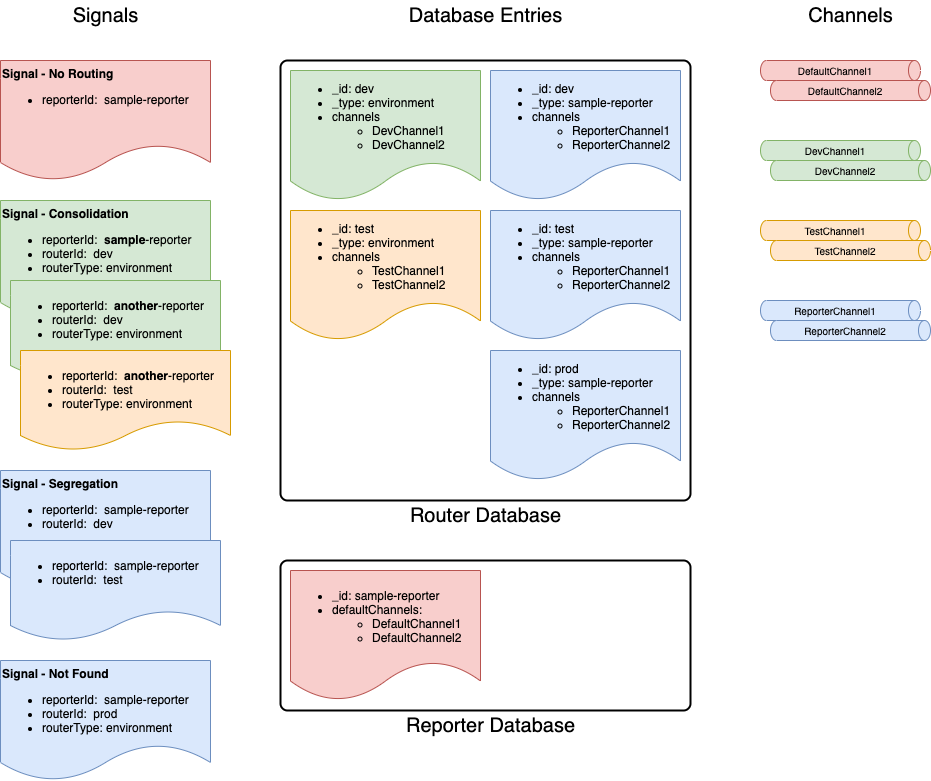 Signals
Signal - No Routing
• reporterId: sample-reporter
Signal - Consolidation
• reporterId: sample-reporter
• routerId: dev
• routerType: environment
• reporterId: another-reporter
• routerId: dev
• routerType: environment
• reporterId: another-reporter
• routerId: test
• routerType: environment
Signal - Segregation
• reporterId: sample-reporter
• routerId: dev
• reporterId: sample-reporter
• routerId: test
Signal - Not Found
• reporterId: sample-reporter
• routerId: prod
• routerType: environment
Database Entries
• _id: dev
• _type: environment
• channels
○ DevChannel1
○ DevChannel2
• _id: dev
• _type: sample-reporter
• channels
○ ReporterChannel1
○ ReporterChannel2
• _id: test
• _type: environment
• channels
○ TestChannel1
○ TestChannel2
• _id: test
• _type: sample-reporter
• channels
○ ReporterChannel1
○ ReporterChannel2
• _id: prod
• _type: sample-reporter
• channels
○ ReporterChannel1
○ ReporterChannel2
Router Database
• _id: sample-reporter
• defaultChannels:
○ DefaultChannel1
○ DefaultChannel2
Reporter Database
Channels
DefaultChannel1
DefaultChannel2
DevChannel1
DevChannel2
TestChannel1
TestChannel2
ReporterChannel1
ReporterChannel2